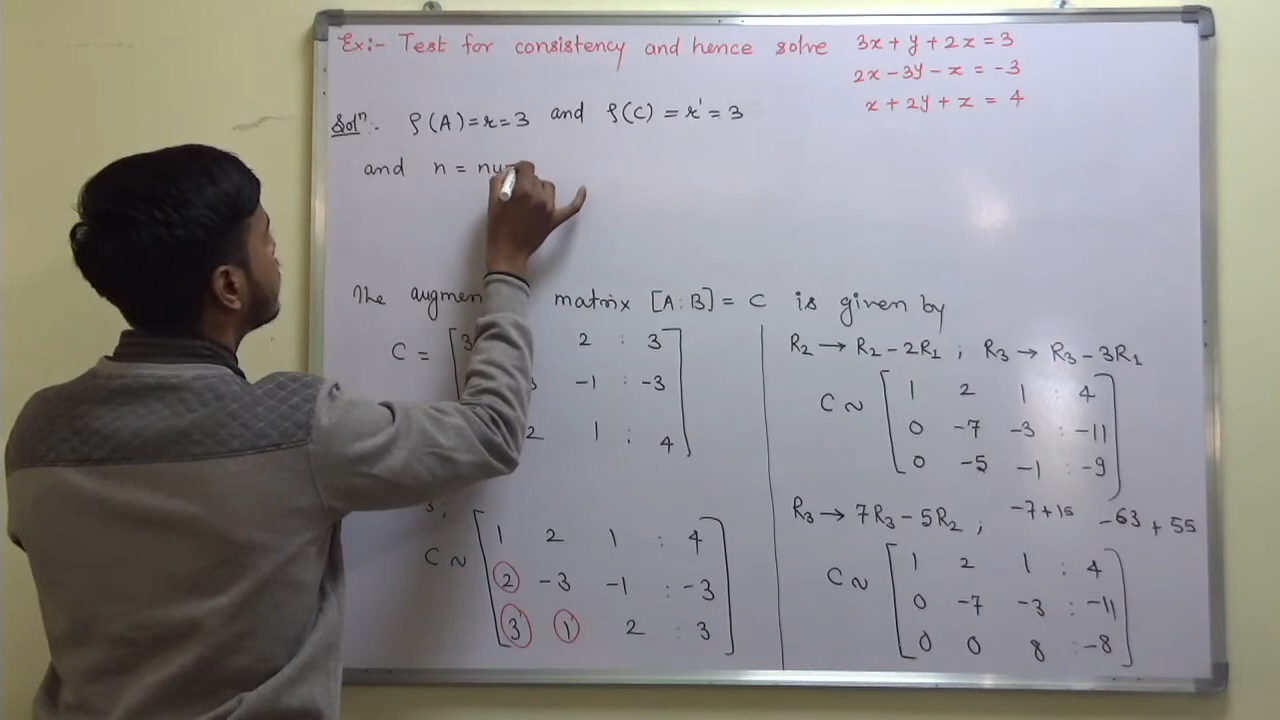 Ex:- Test for consistency and hence solve 3x + y + 2z = 3
2x - 3y - z = -3
x + 2y + z = 4
Solⁿ:- ρ(A) = r = 3 and ρ(C) = r' = 3
and n =
The matrix [A:B] = C is given by
C = [ 2 : 3
-1 : -3
2 1 : 4 ]
C ~ [ 1 2 1 : 4
2 -3 -1 : -3
3 1 2 : 3 ]
R₂ → R₂ - 2R₁ ; R₃ → R₃ - 3R₁
C ~ [ 1 2 1 : 4
0 -7 -3 : -11
0 -5 -1 : -9 ]
R₃ → 7R₃ - 5R₂ ; -7 + 15 -63 + 55
C ~ [ 1 2 1 : 4
0 -7 -3 : -11
0 0 8 : -8 ]